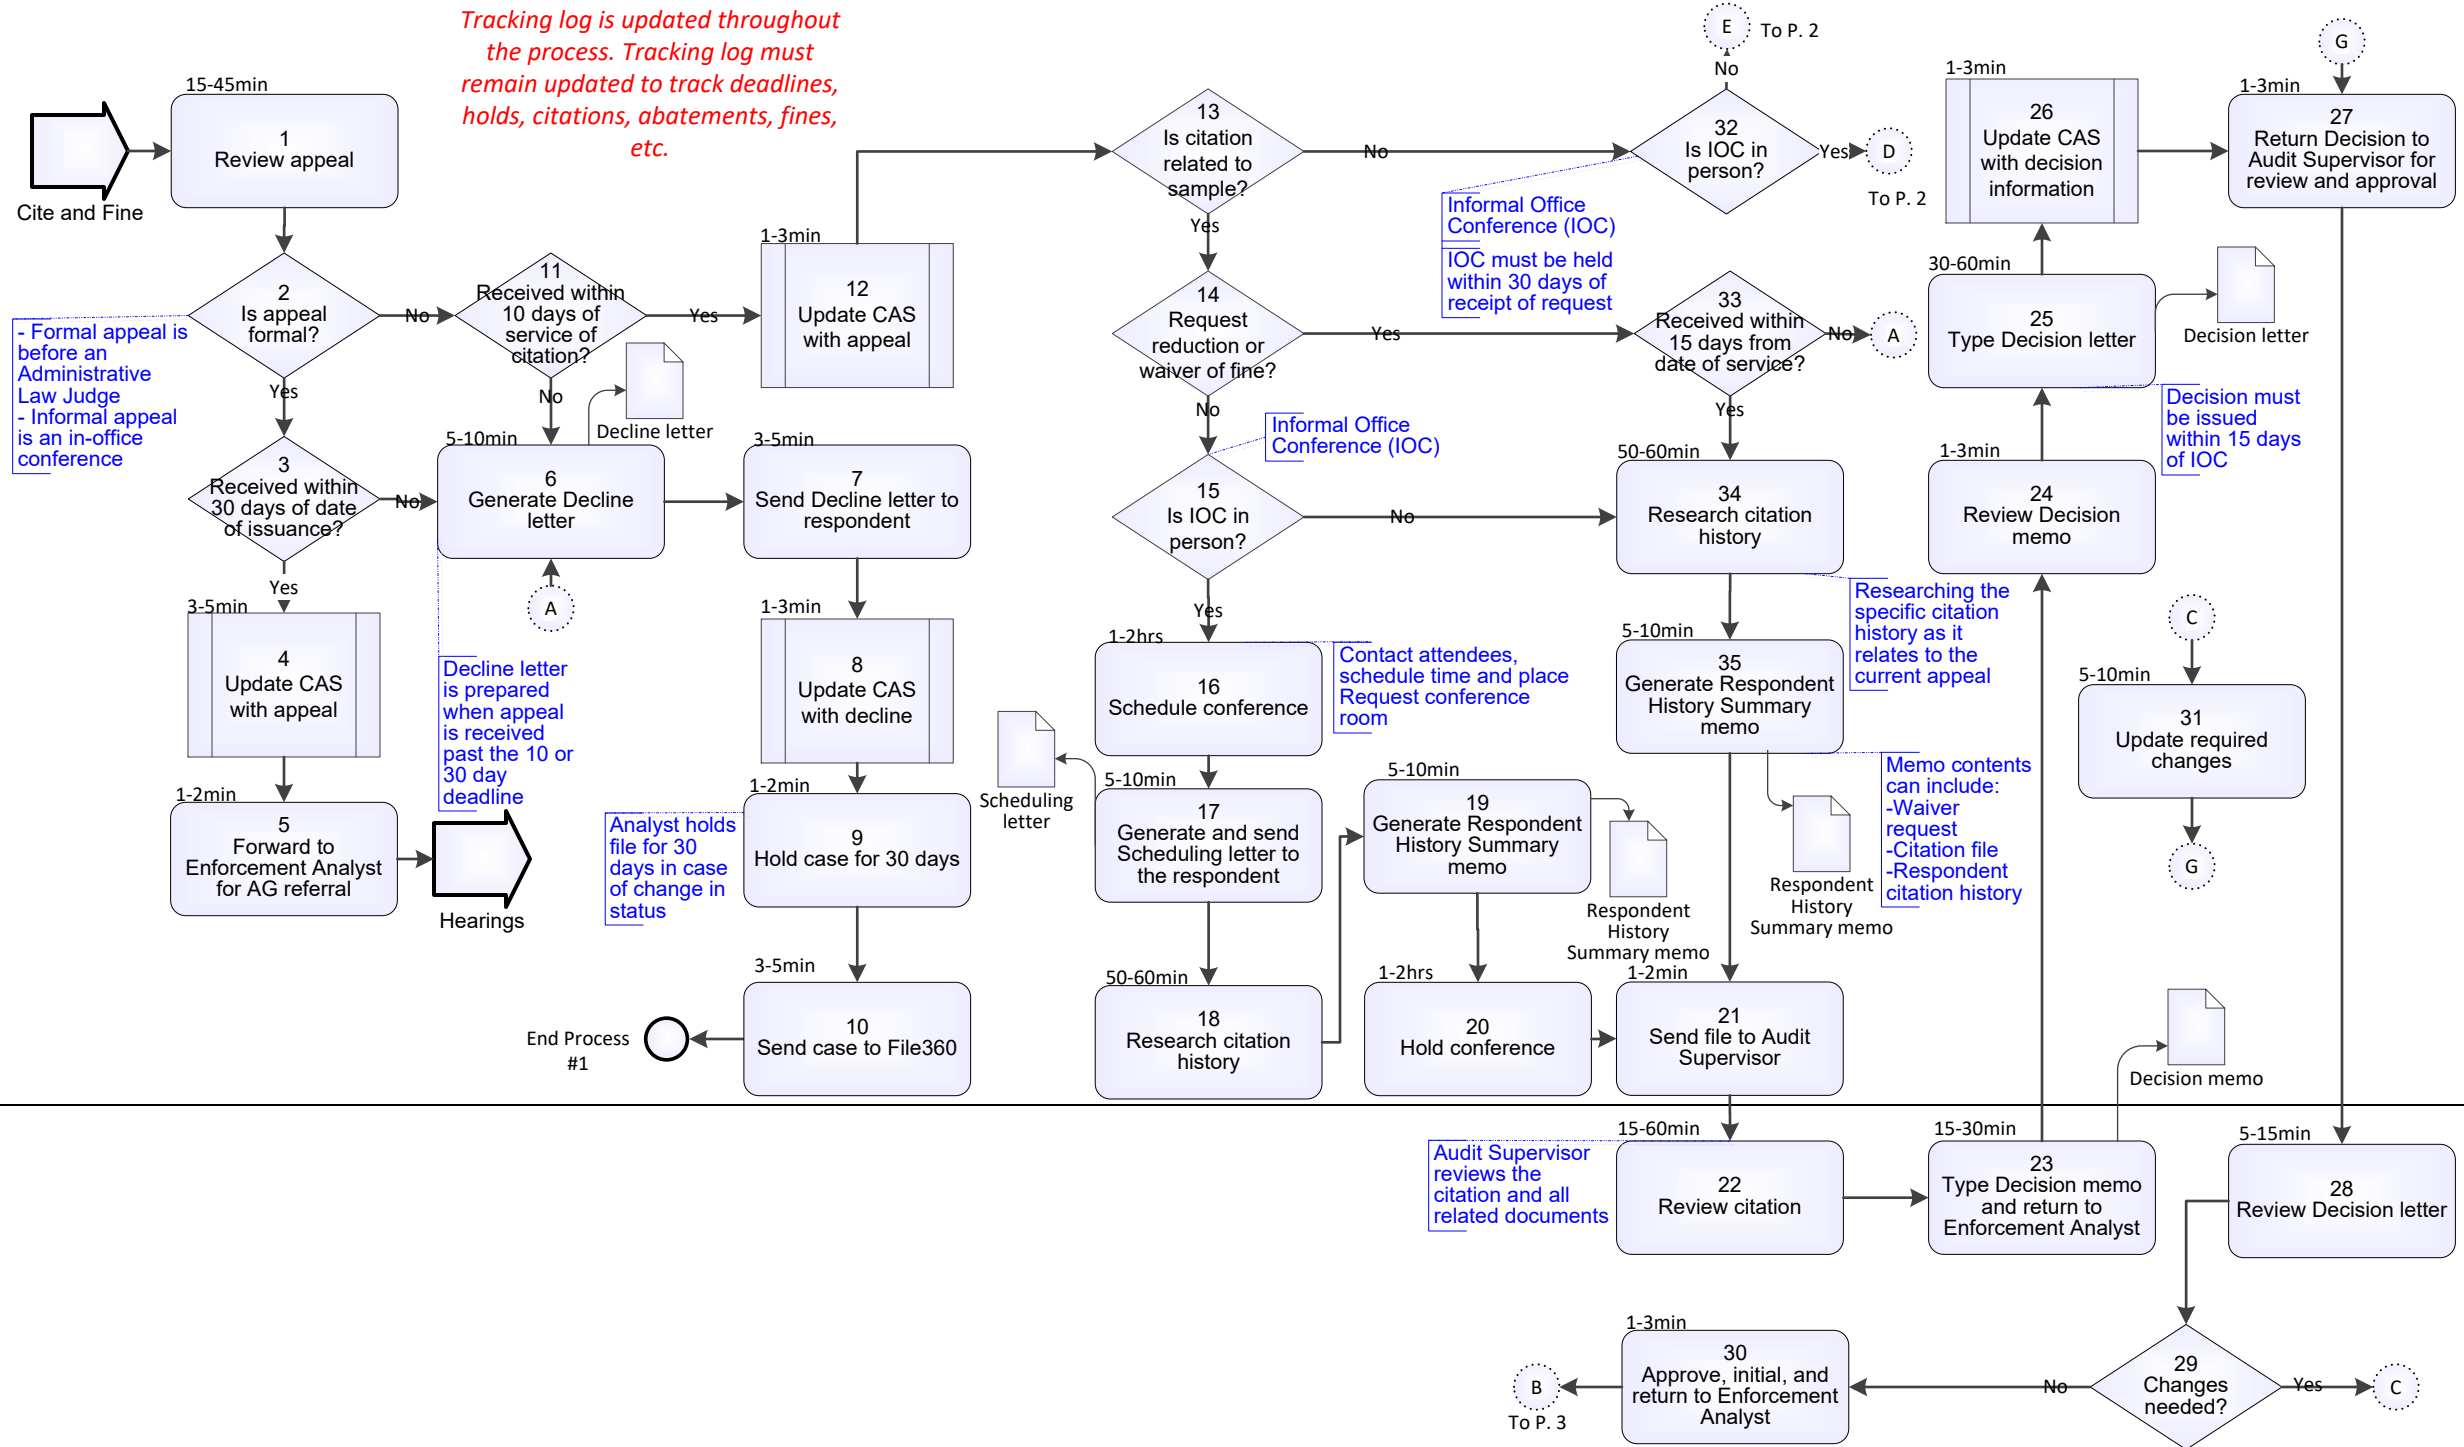 Tracking log is updated throughout
the process. Tracking log must
remain updated to track deadlines,
holds, citations, abatements, fines,
etc.
Cite and Fine
15-45min
1
Review appeal
2
Is appeal
formal?
- Formal appeal is
before an
Administrative
Law Judge
- Informal appeal
is an in-office
conference
No
Yes
3
Received within
30 days of date
of issuance?
No
Yes
3-5min
4
Update CAS
with appeal
1-2min
5
Forward to
Enforcement Analyst
for AG referral
Hearings
11
Received within
10 days of
service of
citation?
Yes
No
Decline letter
5-10min
6
Generate Decline
letter
A
Decline letter
is prepared
when appeal
is received
past the 10 or
30 day
deadline
3-5min
7
Send Decline letter to
respondent
1-3min
8
Update CAS
with decline
1-2min
9
Hold case for 30 days
Analyst holds
file for 30
days in case
of change in
status
3-5min
10
Send case to File360
End Process
#1
1-3min
12
Update CAS
with appeal
13
Is citation
related to
sample?
No
Yes
14
Request
reduction or
waiver of fine?
Yes
No
Informal Office
Conference (IOC)
15
Is IOC in
person?
No
Yes
1-2hrs
16
Schedule conference
Contact attendees,
schedule time and place
Request conference
room
Scheduling
letter
5-10min
17
Generate and send
Scheduling letter to
the respondent
50-60min
18
Research citation
history
5-10min
19
Generate Respondent
History Summary
memo
Respondent
History
Summary memo
1-2hrs
20
Hold conference
E
To P. 2
No
32
Is IOC in
person?
Yes
D
To P. 2
Informal Office
Conference (IOC)
IOC must be held
within 30 days of
receipt of request
33
Received within
15 days from
date of service?
No
A
Yes
50-60min
34
Research citation
history
Researching the
specific citation
history as it
relates to the
current appeal
5-10min
35
Generate Respondent
History Summary
memo
Memo contents
can include:
-Waiver
request
-Citation file
-Respondent
citation history
Respondent
History
Summary memo
1-2min
21
Send file to Audit
Supervisor
15-60min
22
Review citation
Audit Supervisor
reviews the
citation and all
related documents
15-30min
23
Type Decision memo
and return to
Enforcement Analyst
Decision memo
1-3min
24
Review Decision
memo
30-60min
25
Type Decision letter
Decision letter
Decision must
be issued
within 15 days
of IOC
1-3min
26
Update CAS
with decision
information
G
1-3min
27
Return Decision to
Audit Supervisor for
review and approval
C
5-10min
31
Update required
changes
G
5-15min
28
Review Decision letter
29
Changes
needed?
Yes
C
No
1-3min
30
Approve, initial, and
return to Enforcement
Analyst
B
To P. 3